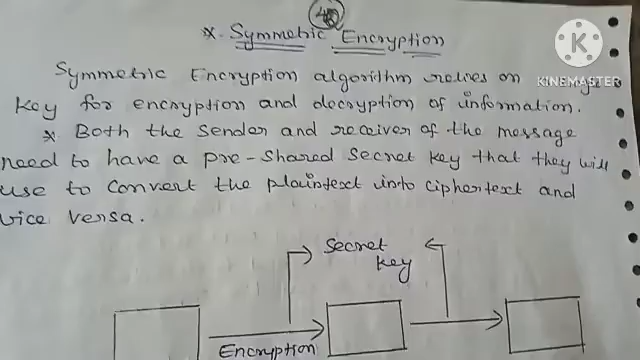 * Symmetric Encryption
Symmetric Encryption algorithm relies on
key for encryption and decryption of information.
* Both the sender and receiver of the message
need to have a pre-shared secret key that they will
use to convert the plaintext into ciphertext and
vice versa.
Secret
key
Encryption
KINEMASTER